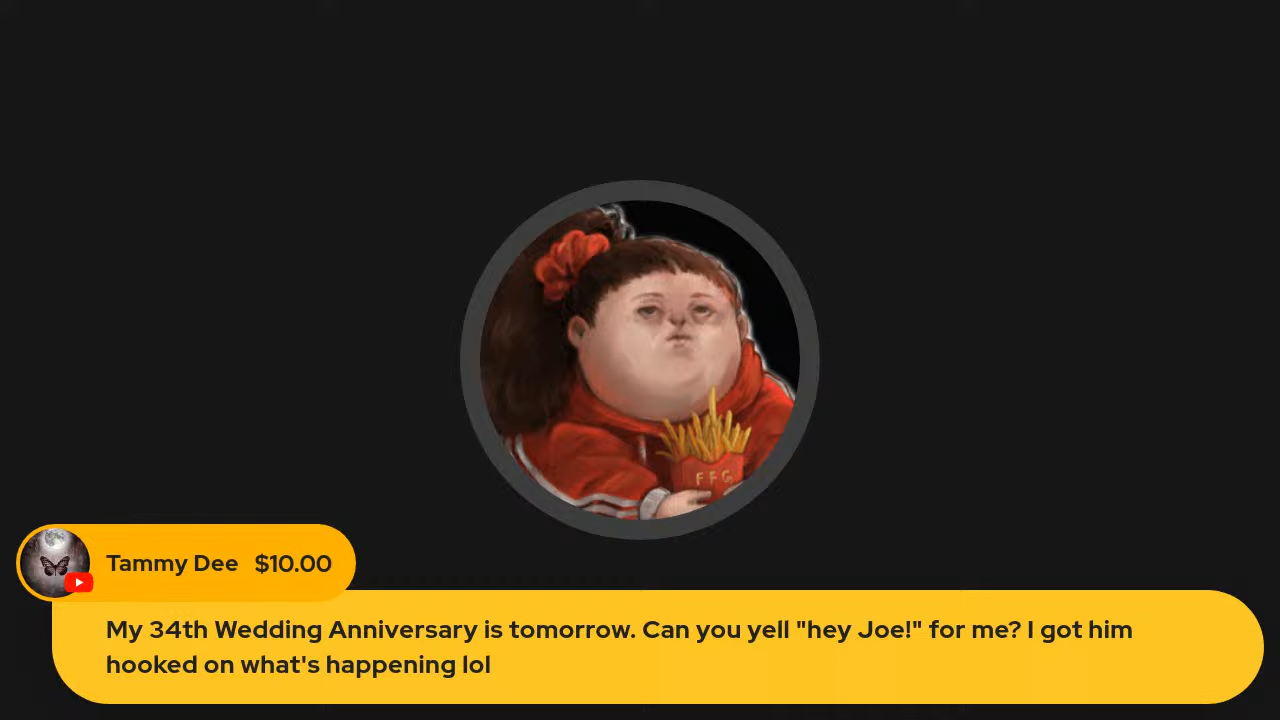 FFG
Tammy Dee $10.00
My 34th Wedding Anniversary is tomorrow. Can you yell "hey Joe!" for me? I got him
hooked on what's happening lol